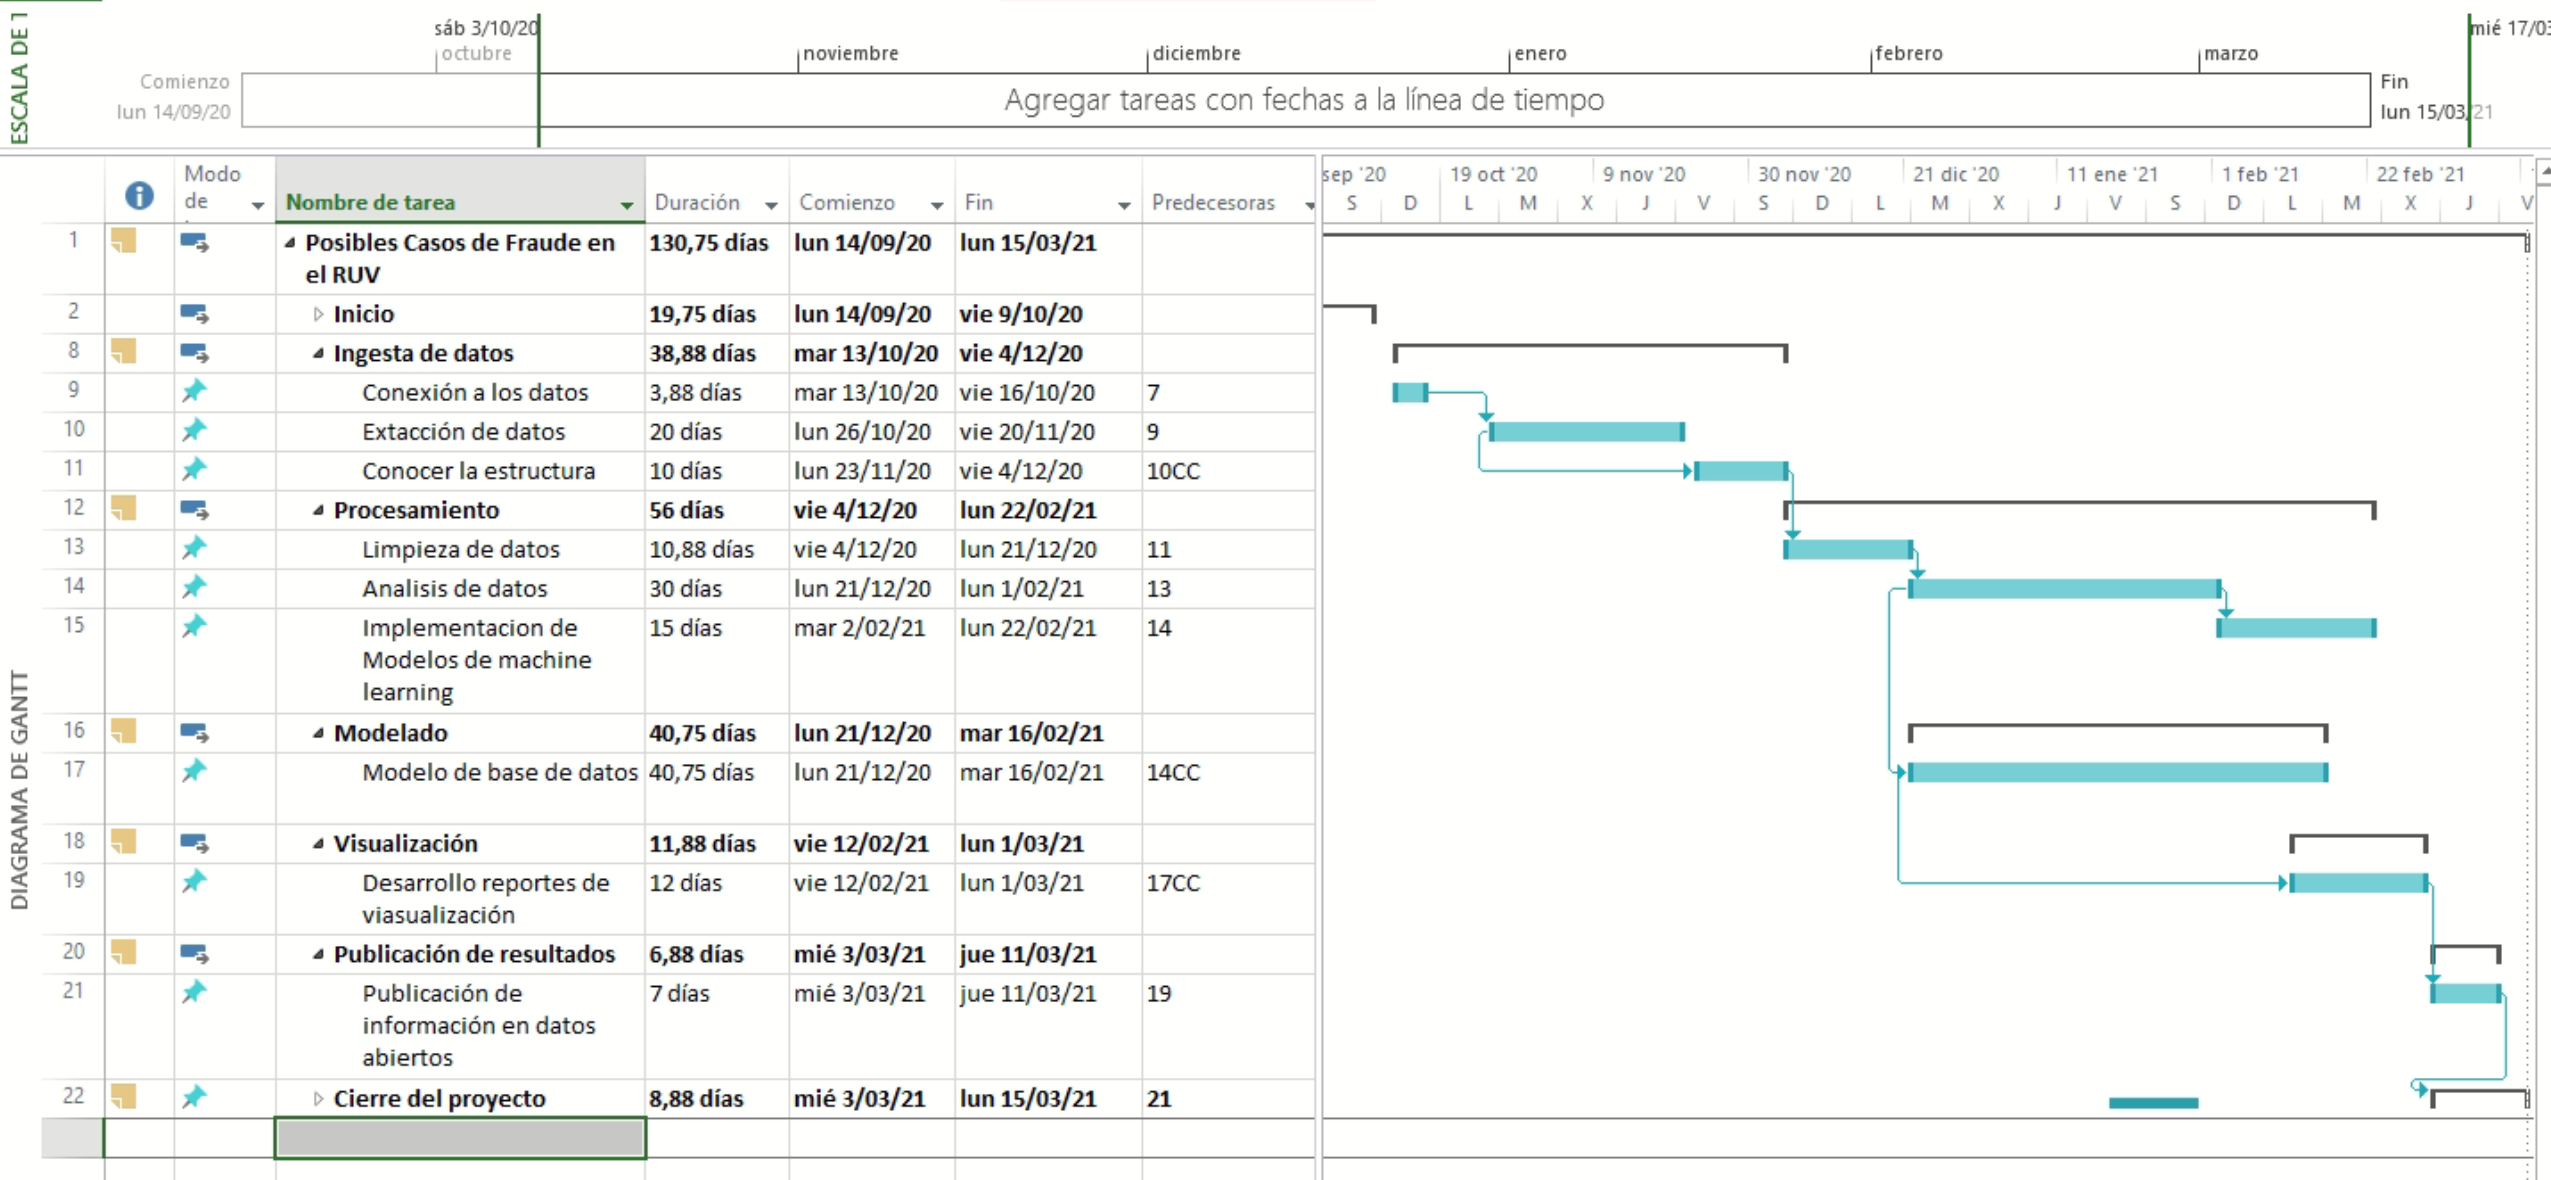 ESCALA DE T
sáb 3/10/20
mié 17/03
octubre
noviembre
diciembre
enero
febrero
marzo
Comienzo
lun 14/09/20
Agregar tareas con fechas a la línea de tiempo
Fin
lun 15/03/21
DIAGRAMA DE GANTT
Modo de Nombre de tarea Duración Comienzo Fin Predecesoras
sep '20 19 oct '20 9 nov '20 30 nov '20 21 dic '20 11 ene '21 1 feb '21 22 feb '21
S D L M X J V S D L M X J V S D L M X J V
1 Posibles Casos de Fraude en el RUV 130,75 días lun 14/09/20 lun 15/03/21
2 Inicio 19,75 días lun 14/09/20 vie 9/10/20
8 Ingesta de datos 38,88 días mar 13/10/20 vie 4/12/20
9 Conexión a los datos 3,88 días mar 13/10/20 vie 16/10/20 7
10 Extacción de datos 20 días lun 26/10/20 vie 20/11/20 9
11 Conocer la estructura 10 días lun 23/11/20 vie 4/12/20 10CC
12 Procesamiento 56 días vie 4/12/20 lun 22/02/21
13 Limpieza de datos 10,88 días vie 4/12/20 lun 21/12/20 11
14 Analisis de datos 30 días lun 21/12/20 lun 1/02/21 13
15 Implementacion de Modelos de machine learning 15 días mar 2/02/21 lun 22/02/21 14
16 Modelado 40,75 días lun 21/12/20 mar 16/02/21
17 Modelo de base de datos 40,75 días lun 21/12/20 mar 16/02/21 14CC
18 Visualización 11,88 días vie 12/02/21 lun 1/03/21
19 Desarrollo reportes de viasualización 12 días vie 12/02/21 lun 1/03/21 17CC
20 Publicación de resultados 6,88 días mié 3/03/21 jue 11/03/21
21 Publicación de información en datos abiertos 7 días mié 3/03/21 jue 11/03/21 19
22 Cierre del proyecto 8,88 días mié 3/03/21 lun 15/03/21 21